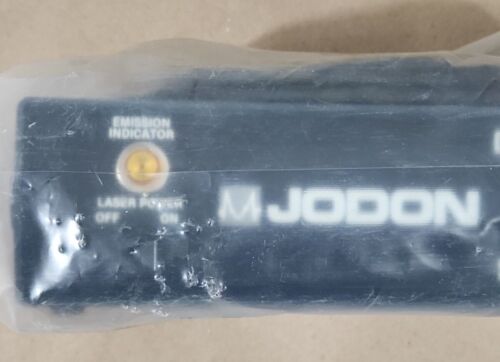 EMISSION
INDICATOR
LASER POWER
OFF ON
JODON